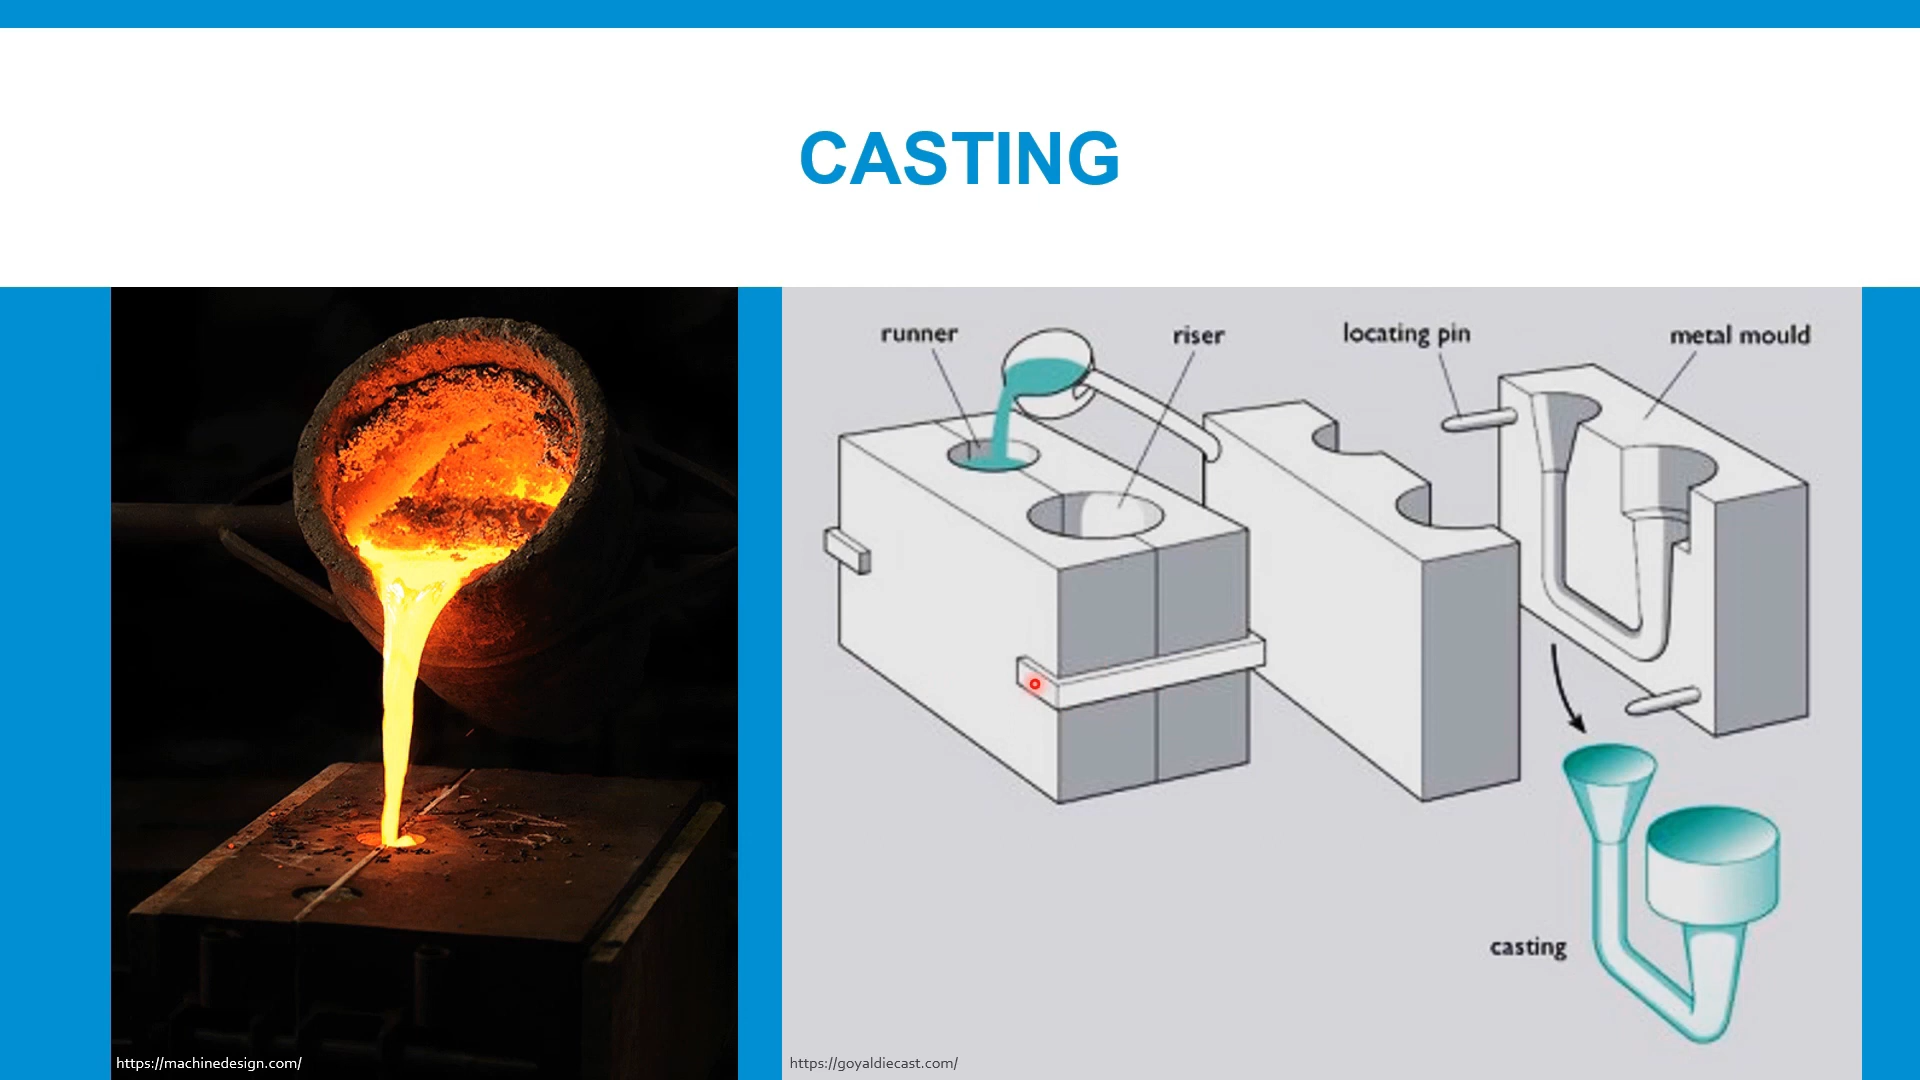 CASTING
runner
riser
locating pin
metal mould
casting
https://machinedesign.com/
https://goyaldiecast.com/